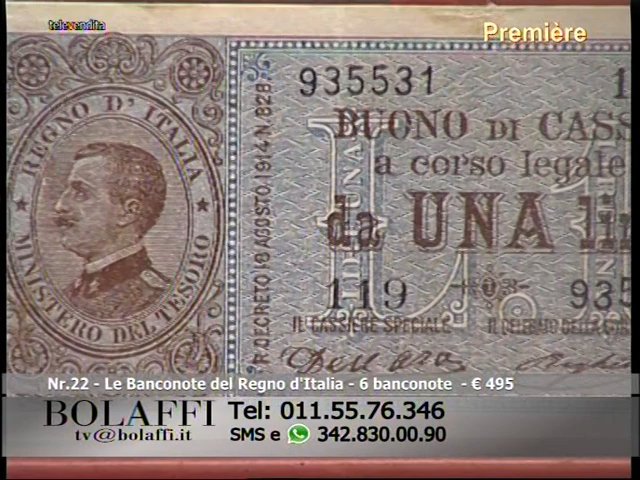 televendita
Première
REGNO D'ITALIA
MINISTERO DEL TESORO
R. DECRETO 18 AGOSTO, 1914 N. 828
935531
BUONO DI CASS
a corso legale
da UNA li
119
935
IL CASSIERE SPECIALE
Nr.22 - Le Banconote del Regno d'Italia - 6 banconote - € 495
BOLAFFI
tv@bolaffi.it
Tel: 011.55.76.346
SMS e 342.830.00.90